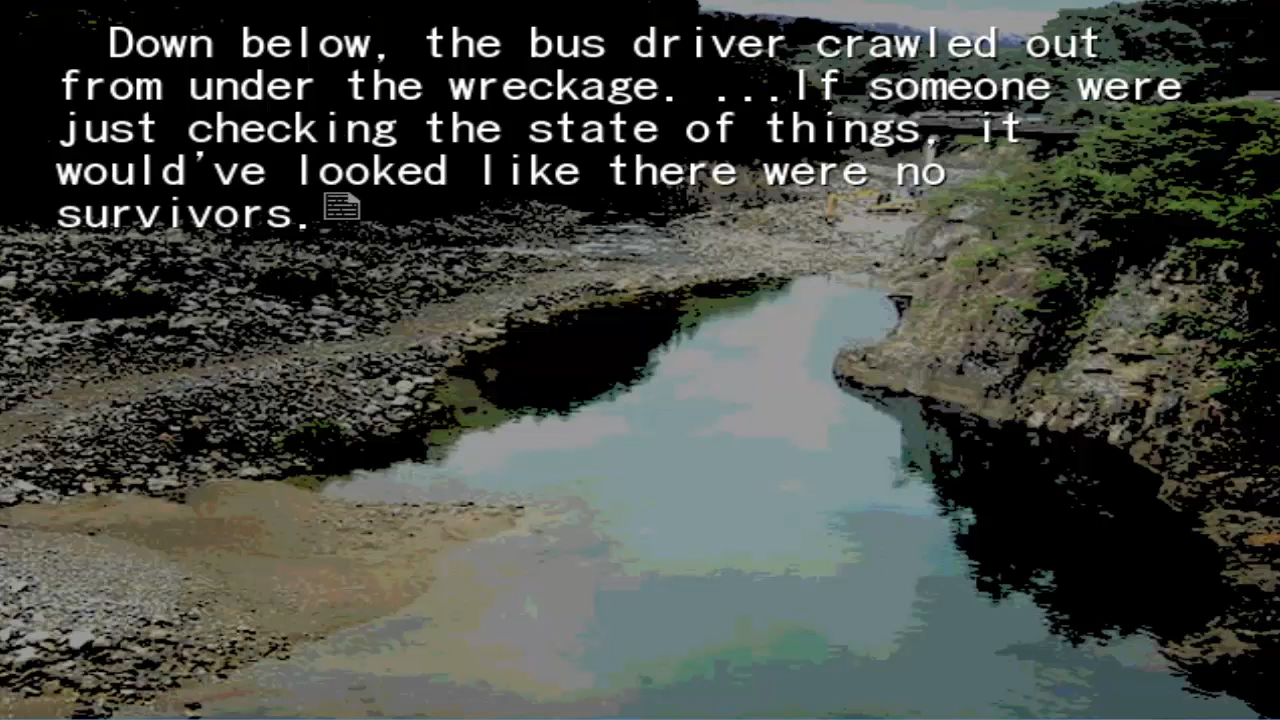 Down below, the bus driver crawled out
from under the wreckage. ...If someone were
just checking the state of things, it
would've looked like there were no
survivors.